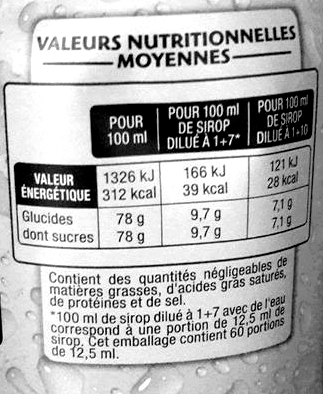 VALEURS NUTRITIONNELLES
MOYENNES
POUR 100 ml
POUR 100 ml DE SIROP DILUÉ À 1+7*
POUR 100 ml DE SIROP DILUÉ À 1+10
VALEUR ÉNERGÉTIQUE 1326 kJ 312 kcal 166 kJ 39 kcal 121 kJ 28 kcal
Glucides 78 g 9,7 g 7,1 g
dont sucres 78 g 9,7 g 7,1 g
Contient des quantités négligeables de
matières grasses, d'acides gras saturés,
de protéines et de sel.
*100 ml de sirop dilué à 1+7 avec de l'eau
correspond à une portion de 12,5 ml de
sirop. Cet emballage contient 60 portions
de 12,5 ml.